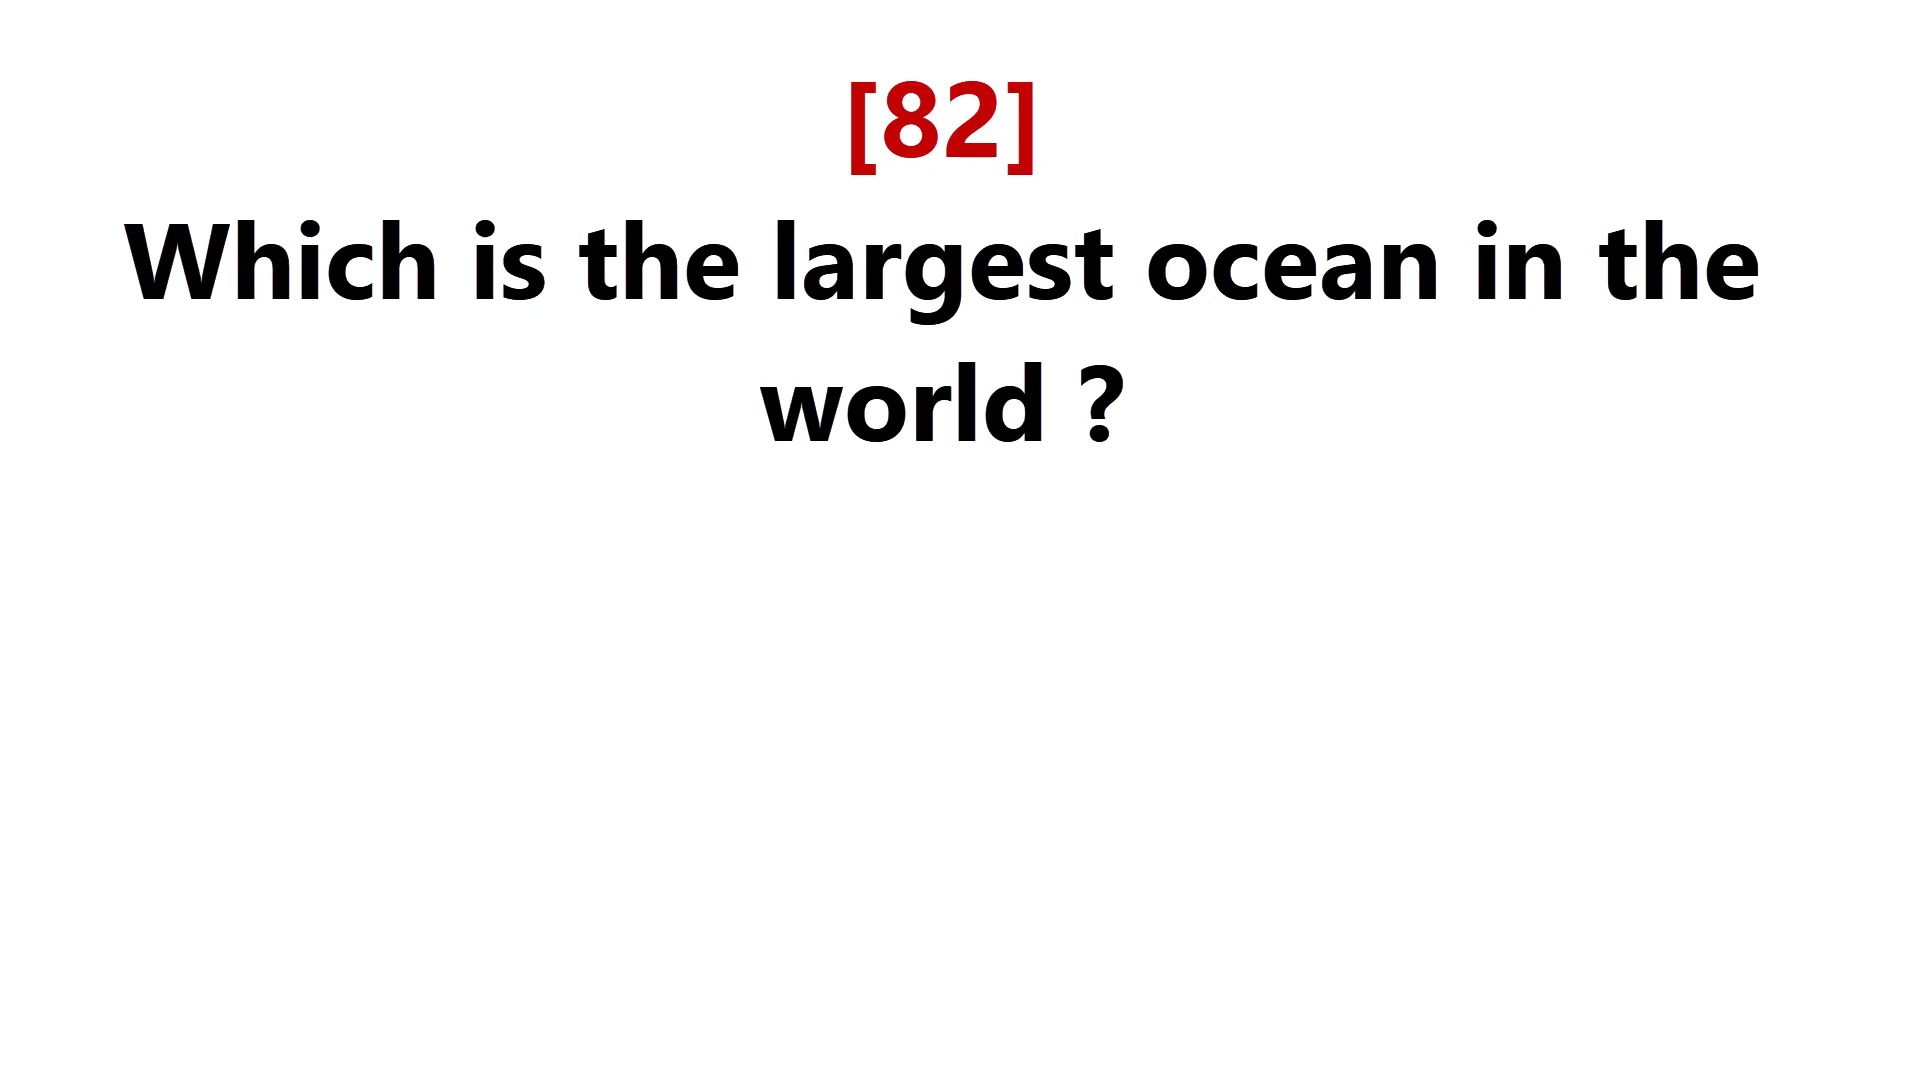 [82]
Which is the largest ocean in the
world ?